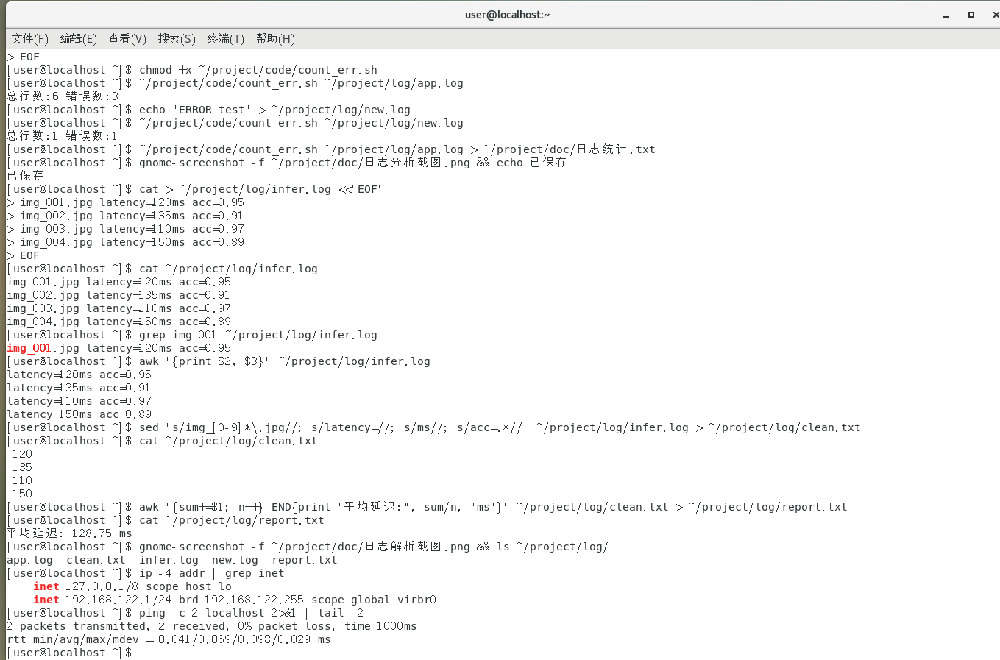 user@localhost:~
文件(F) 编辑(E) 查看(V) 搜索(S) 终端(T) 帮助(H)
> EOF
[user@localhost ~]$ chmod +x ~/project/code/count_err.sh
[user@localhost ~]$ ~/project/code/count_err.sh ~/project/log/app.log
总行数:6 错误数:3
[user@localhost ~]$ echo "ERROR test" > ~/project/log/new.log
[user@localhost ~]$ ~/project/code/count_err.sh ~/project/log/new.log
总行数:1 错误数:1
[user@localhost ~]$ ~/project/code/count_err.sh ~/project/log/app.log > ~/project/doc/日志统计.txt
[user@localhost ~]$ gnome-screenshot -f ~/project/doc/日志分析截图.png && echo 已保存
已保存
[user@localhost ~]$ cat > ~/project/log/infer.log <<'EOF'
> img_001.jpg latency=120ms acc=0.95
> img_002.jpg latency=135ms acc=0.91
> img_003.jpg latency=110ms acc=0.97
> img_004.jpg latency=150ms acc=0.89
> EOF
[user@localhost ~]$ cat ~/project/log/infer.log
img_001.jpg latency=120ms acc=0.95
img_002.jpg latency=135ms acc=0.91
img_003.jpg latency=110ms acc=0.97
img_004.jpg latency=150ms acc=0.89
[user@localhost ~]$ grep img_001 ~/project/log/infer.log
img_001.jpg latency=120ms acc=0.95
[user@localhost ~]$ awk '{print $2, $3}' ~/project/log/infer.log
latency=120ms acc=0.95
latency=135ms acc=0.91
latency=110ms acc=0.97
latency=150ms acc=0.89
[user@localhost ~]$ sed 's/img_[0-9]*\.jpg//; s/latency=//; s/ms//; s/acc=.*//' ~/project/log/infer.log > ~/project/log/clean.txt
[user@localhost ~]$ cat ~/project/log/clean.txt
120
135
110
150
[user@localhost ~]$ awk '{sum+=$1; n++} END{print "平均延迟:", sum/n, "ms"}' ~/project/log/clean.txt > ~/project/log/report.txt
[user@localhost ~]$ cat ~/project/log/report.txt
平均延迟: 128.75 ms
[user@localhost ~]$ gnome-screenshot -f ~/project/doc/日志解析截图.png && ls ~/project/log/
app.log clean.txt infer.log new.log report.txt
[user@localhost ~]$ ip -4 addr | grep inet
inet 127.0.0.1/8 scope host lo
inet 192.168.122.1/24 brd 192.168.122.255 scope global virbr0
[user@localhost ~]$ ping -c 2 localhost 2>&1 | tail -2
2 packets transmitted, 2 received, 0% packet loss, time 1000ms
rtt min/avg/max/mdev = 0.041/0.069/0.098/0.029 ms
[user@localhost ~]$